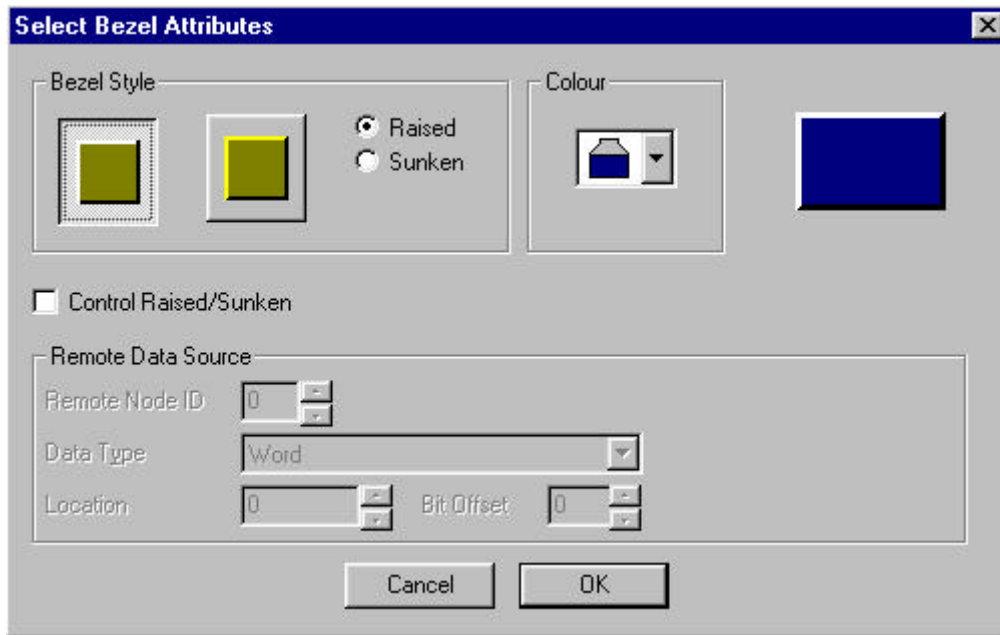 Select Bezel Attributes
Bezel Style
Colour
Raised
Sunken
Control Raised/Sunken
Remote Data Source
Remote Node ID 0
Data Type Word
Location 0 Bit Offset 0
Cancel OK